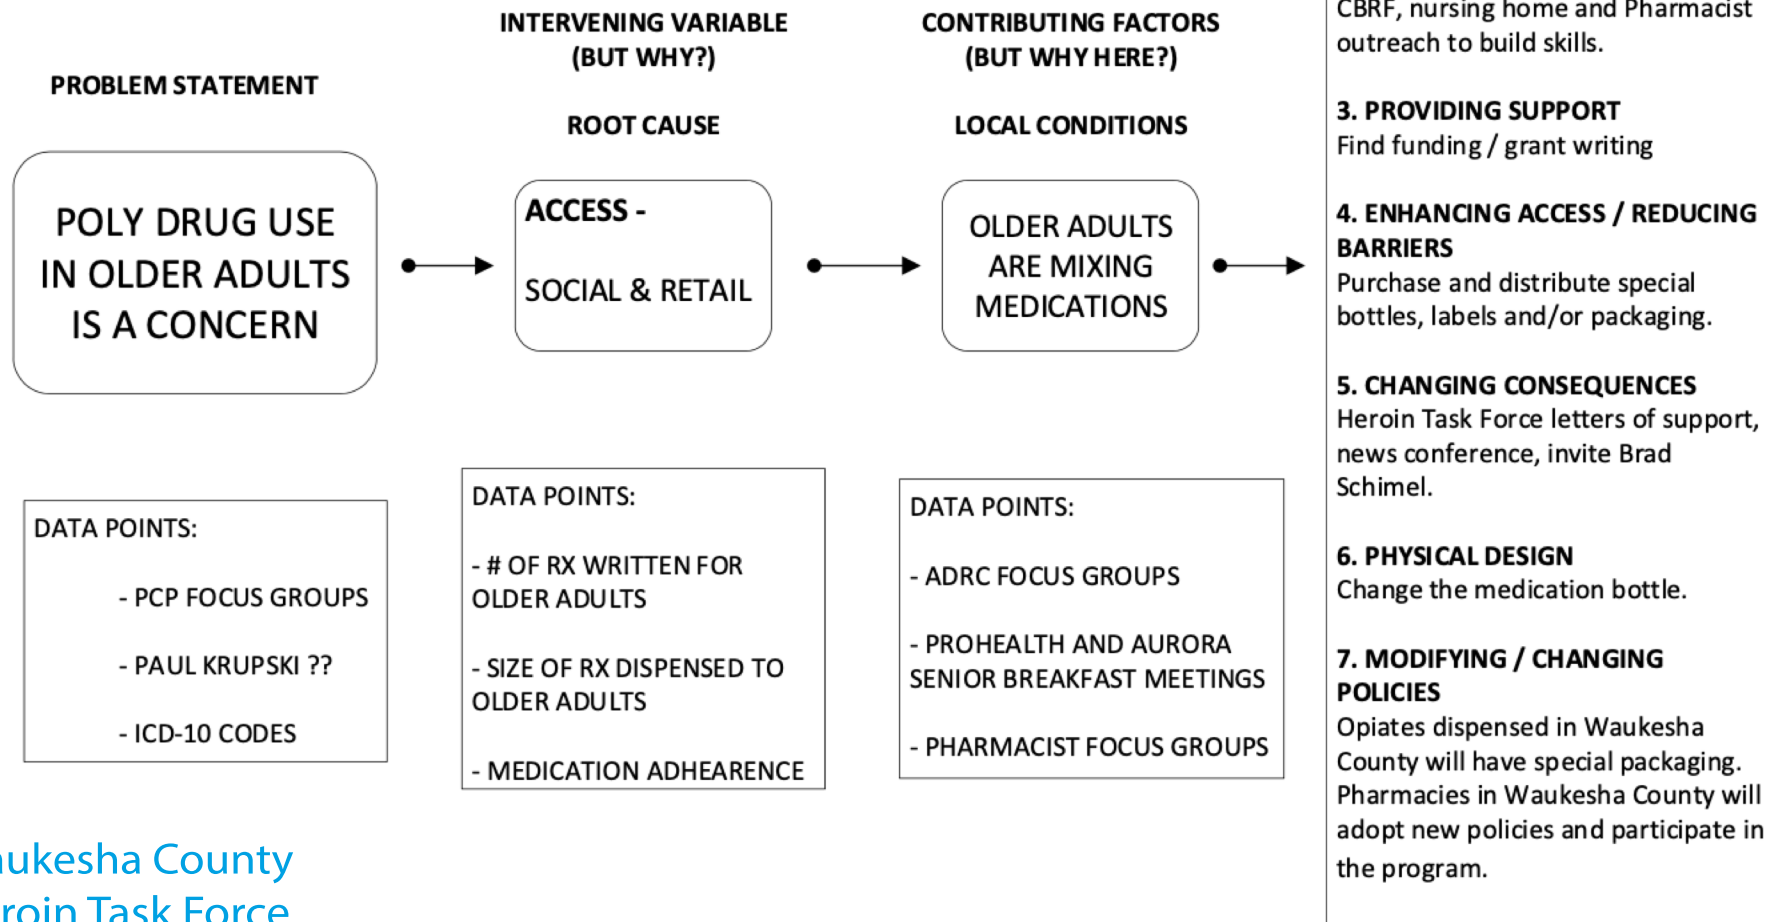 PROBLEM STATEMENT
POLY DRUG USE
IN OLDER ADULTS
IS A CONCERN
DATA POINTS:
- PCP FOCUS GROUPS
- PAUL KRUPSKI ??
- ICD-10 CODES
INTERVENING VARIABLE
(BUT WHY?)
ROOT CAUSE
ACCESS -
SOCIAL & RETAIL
DATA POINTS:
- # OF RX WRITTEN FOR
OLDER ADULTS
- SIZE OF RX DISPENSED TO
OLDER ADULTS
- MEDICATION ADHEARENCE
CONTRIBUTING FACTORS
(BUT WHY HERE?)
LOCAL CONDITIONS
OLDER ADULTS
ARE MIXING
MEDICATIONS
DATA POINTS:
- ADRC FOCUS GROUPS
- PROHEALTH AND AURORA
SENIOR BREAKFAST MEETINGS
- PHARMACIST FOCUS GROUPS
CBRF, nursing home and Pharmacist
outreach to build skills.
3. PROVIDING SUPPORT
Find funding / grant writing
4. ENHANCING ACCESS / REDUCING
BARRIERS
Purchase and distribute special
bottles, labels and/or packaging.
5. CHANGING CONSEQUENCES
Heroin Task Force letters of support,
news conference, invite Brad
Schimel.
6. PHYSICAL DESIGN
Change the medication bottle.
7. MODIFYING / CHANGING
POLICIES
Opiates dispensed in Waukesha
County will have special packaging.
Pharmacies in Waukesha County will
adopt new policies and participate in
the program.
aukesha County
roin Task Force